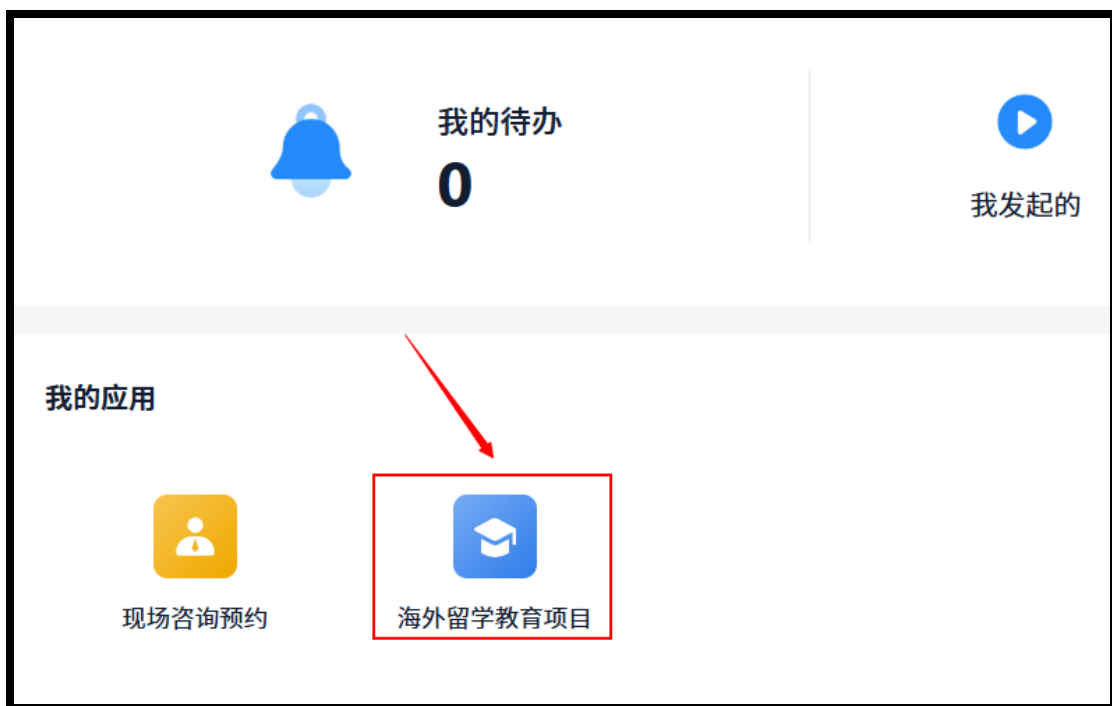 我的待办
0
我发起的
我的应用
现场咨询预约
海外留学教育项目